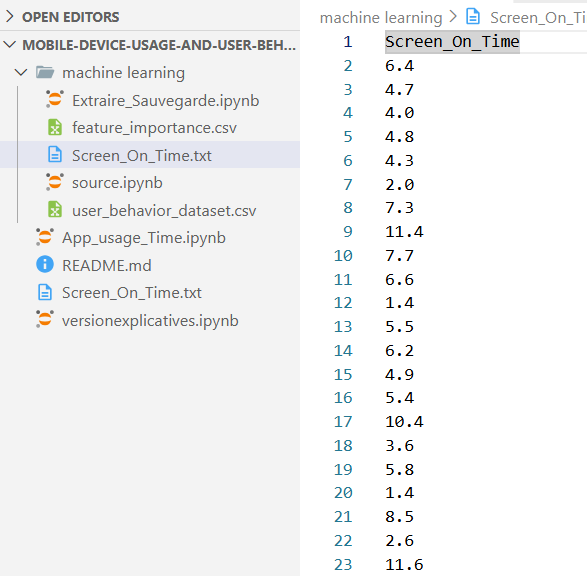 OPEN EDITORS
MOBILE-DEVICE-USAGE-AND-USER-BEH...
machine learning
Extraire_Sauvegarde.ipynb
feature_importance.csv
Screen_On_Time.txt
source.ipynb
user_behavior_dataset.csv
App_usage_Time.ipynb
README.md
Screen_On_Time.txt
versionexplicatives.ipynb
machine learning > Screen_On_Ti
1 Screen_On_Time
2 6.4
3 4.7
4 4.0
5 4.8
6 4.3
7 2.0
8 7.3
9 11.4
10 7.7
11 6.6
12 1.4
13 5.5
14 6.2
15 4.9
16 5.4
17 10.4
18 3.6
19 5.8
20 1.4
21 8.5
22 2.6
23 11.6